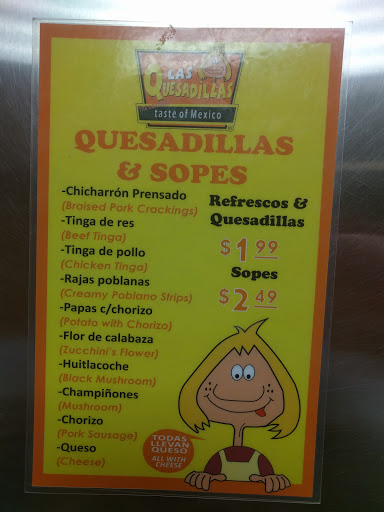 LAS
QUESADILLAS
taste of Mexico
QUESADILLAS
& SOPES
-Chicharrón Prensado
(Braised Pork Crackings)
-Tinga de res
(Beef Tinga)
-Tinga de pollo
(Chicken Tinga)
-Rajas poblanas
(Creamy Poblano Strips)
-Papas c/chorizo
(Potato with Chorizo)
-Flor de calabaza
(Zucchini's Flower)
-Huitlacoche
(Black Mushroom)
-Champiñones
(Mushroom)
-Chorizo
(Pork Sausage)
-Queso
(Cheese)
Refrescos &
Quesadillas
$1.99
Sopes
$2.49
TODAS
LLEVAN
QUESO
ALL WITH
CHEESE